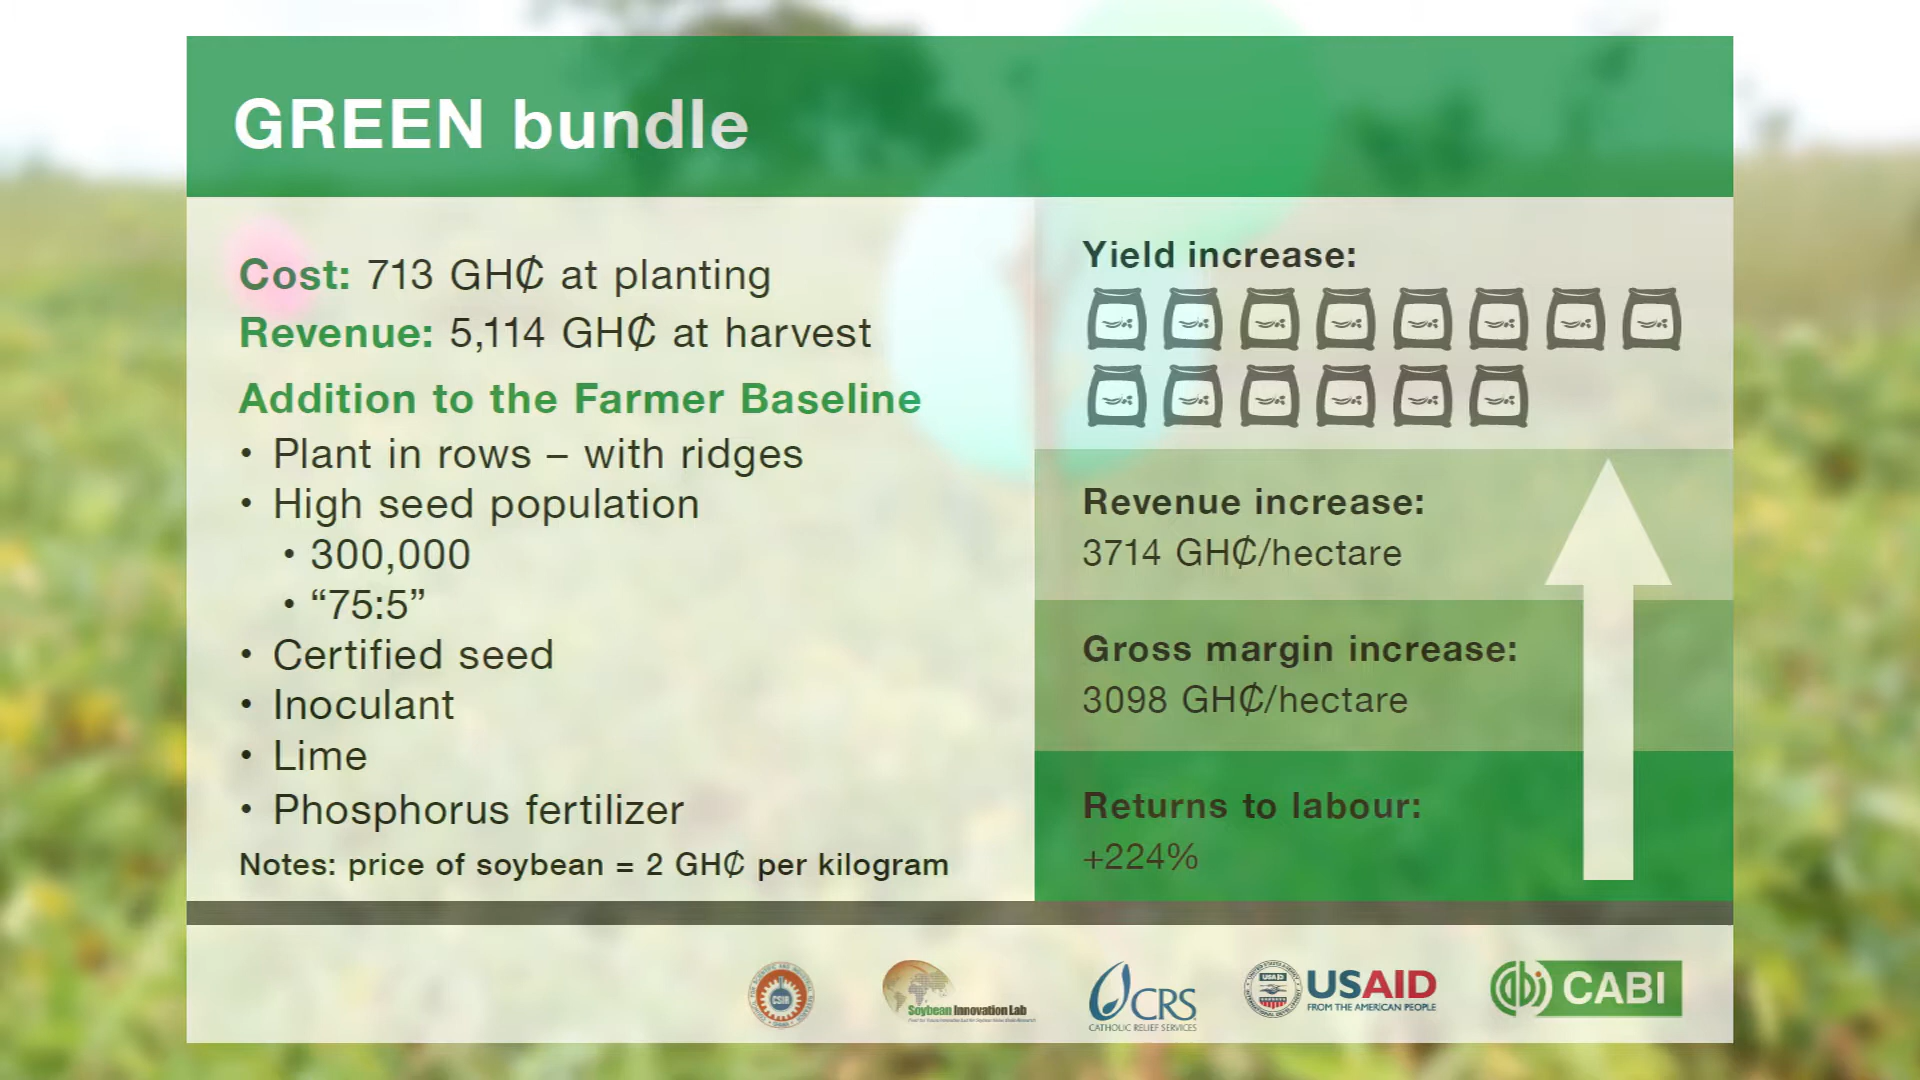 GREEN bundle
Cost: 713 GH₵ at planting
Revenue: 5,114 GH₵ at harvest
Addition to the Farmer Baseline
• Plant in rows – with ridges
• High seed population
• 300,000
• “75:5”
• Certified seed
• Inoculant
• Lime
• Phosphorus fertilizer
Notes: price of soybean = 2 GH₵ per kilogram
Yield increase:
Revenue increase:
3714 GH₵/hectare
Gross margin increase:
3098 GH₵/hectare
Returns to labour:
+224%
CSIR
Soybean Innovation Lab
CRS
CATHOLIC RELIEF SERVICES
USAID
USAID
FROM THE AMERICAN PEOPLE
cabi
CABI